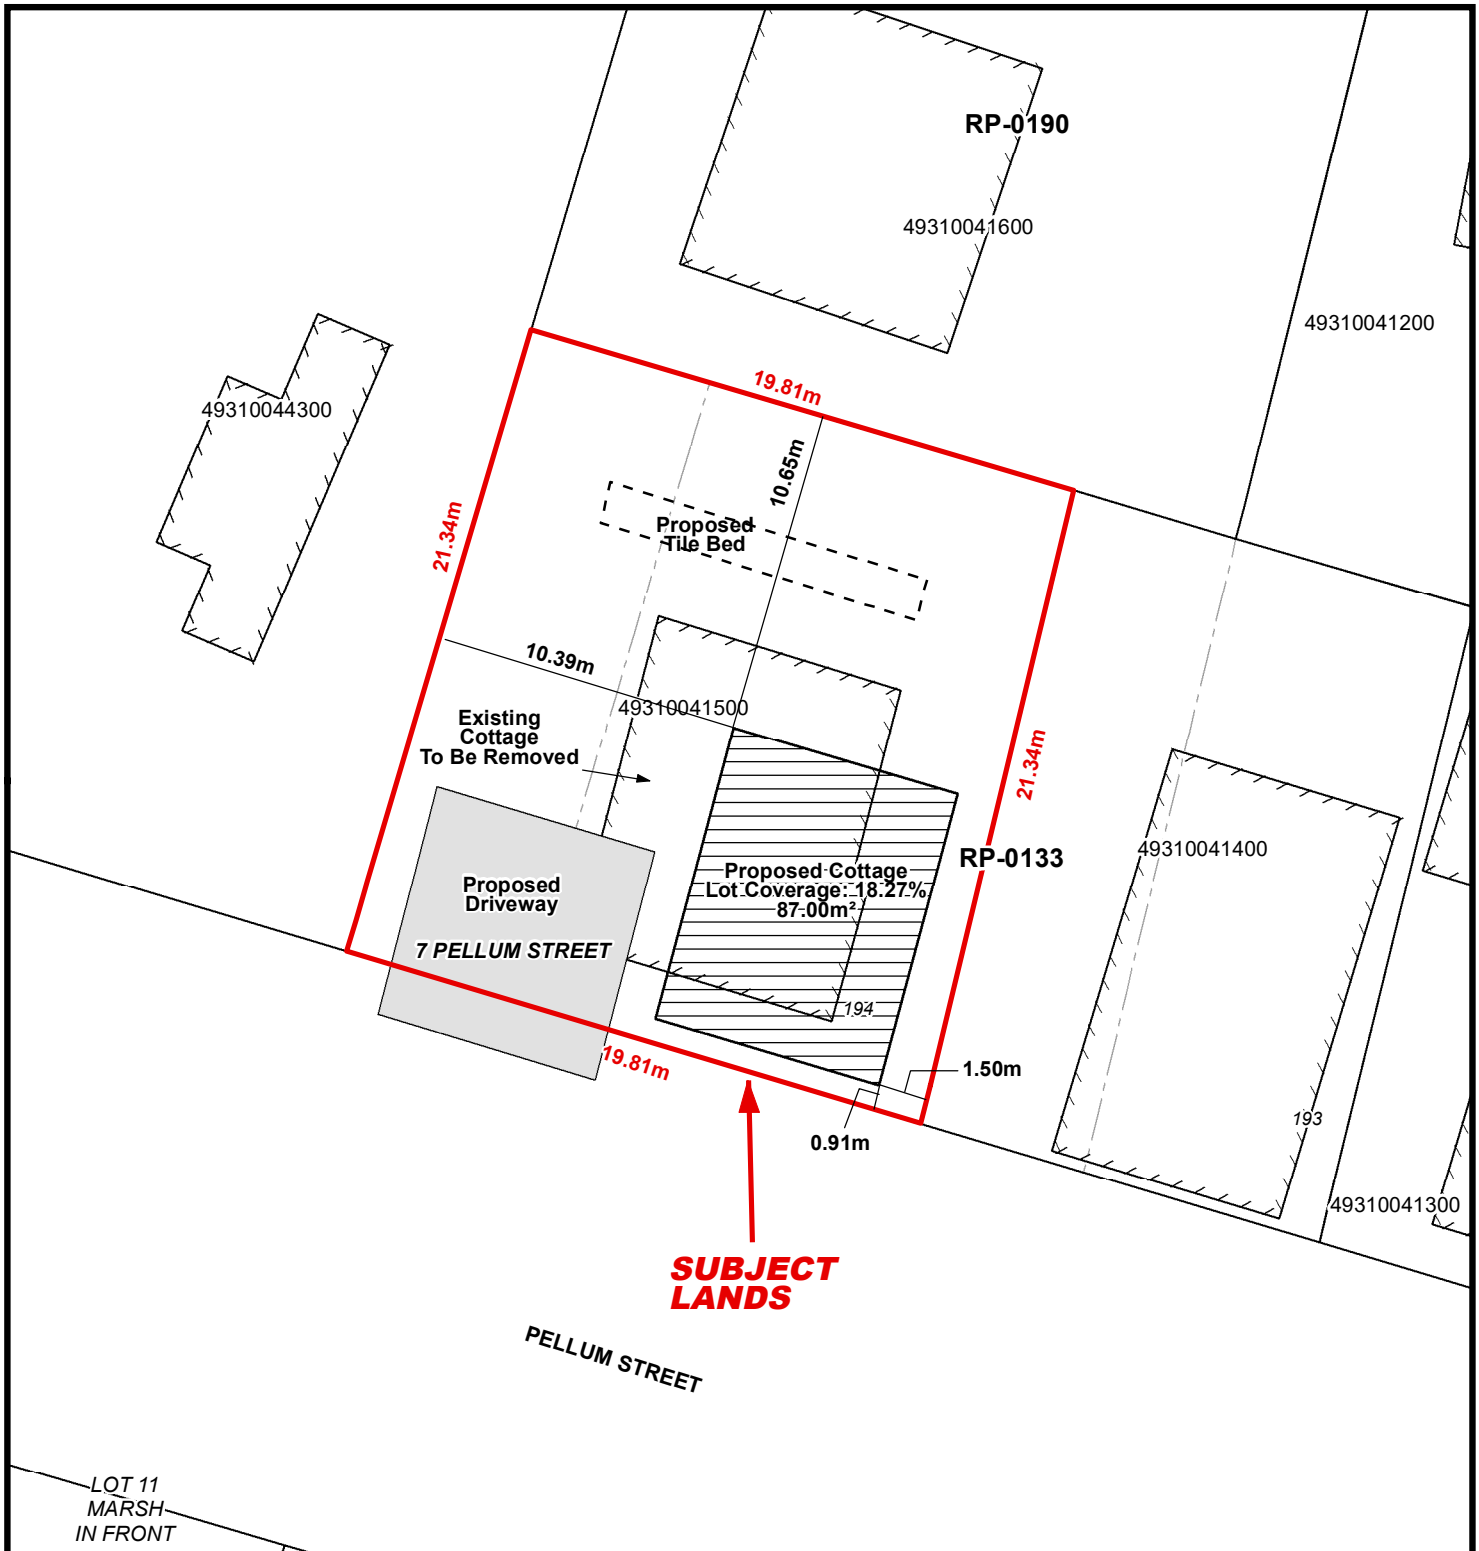 RP-0190
49310041600
49310041200
19.81m
49310044300
10.65m
21.34m
Proposed
Tile Bed
10.39m
49310041500
Existing
Cottage
To Be Removed
21.34m
49310041400
RP-0133
Proposed Cottage
Lot Coverage: 18.27%
87.00m²
Proposed
Driveway
7 PELLUM STREET
194
19.81m
1.50m
0.91m
193
49310041300
SUBJECT
LANDS
PELLUM STREET
LOT 11
MARSH
IN FRONT